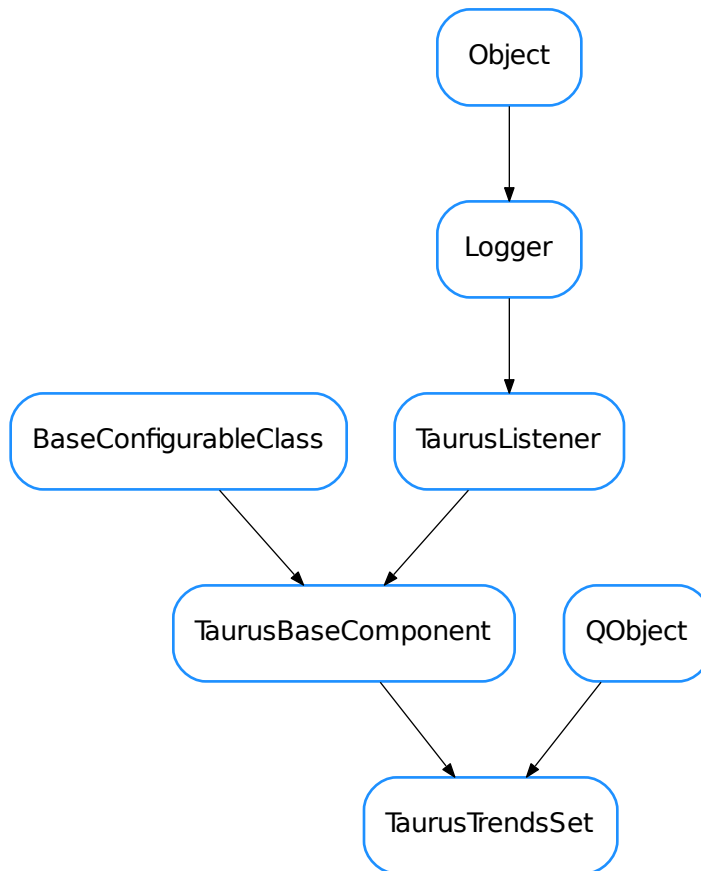 Object
Logger
BaseConfigurableClass
TaurusListener
TaurusBaseComponent
QObject
TaurusTrendsSet